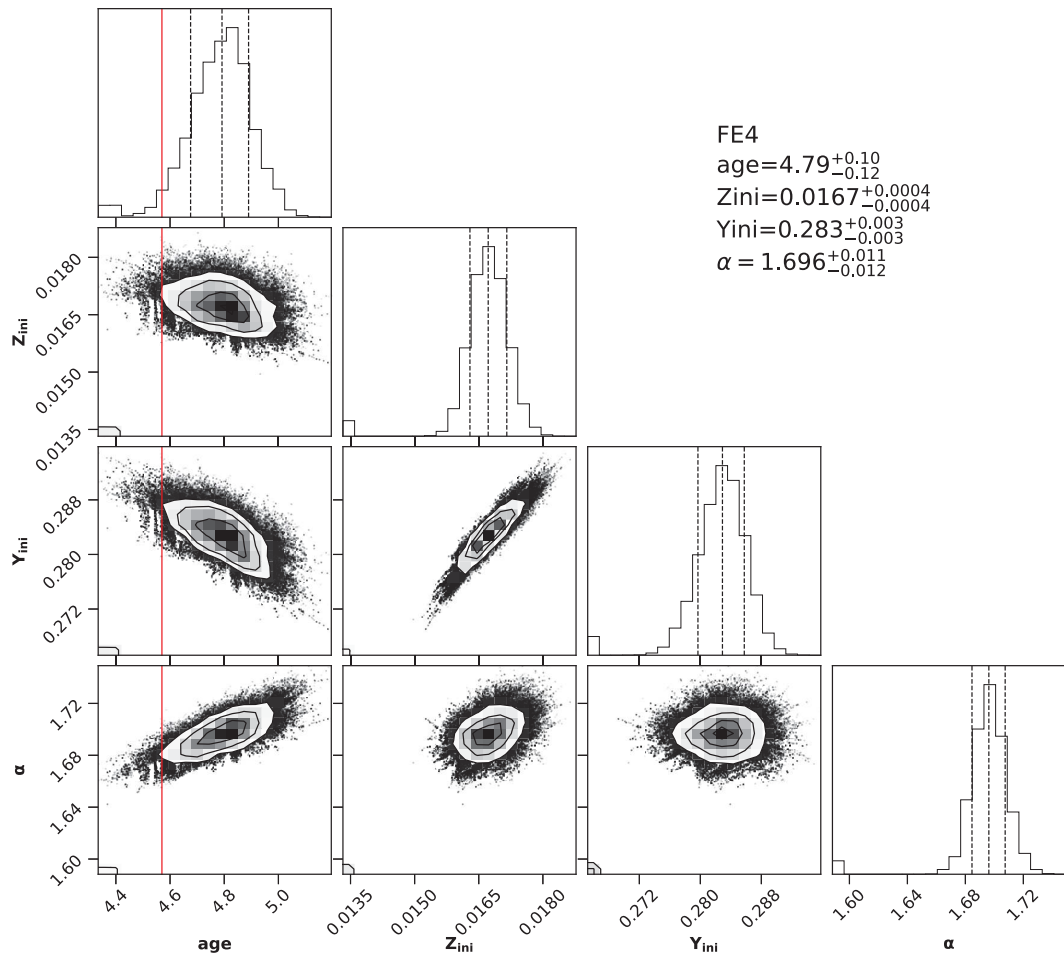 FE4
age=4.79 +0.10 −0.12
Zini=0.0167 +0.0004 −0.0004
Yini=0.283 +0.003 −0.003
α = 1.696 +0.011 −0.012
0.0180
0.0165
0.0150
0.0135
Z ini
0.288
0.280
0.272
Y ini
1.72
1.68
1.64
1.60
α
4.4 4.6 4.8 5.0
0.0135 0.0150 0.0165 0.0180
0.272 0.280 0.288
1.60 1.64 1.68 1.72
age Z ini Y ini α